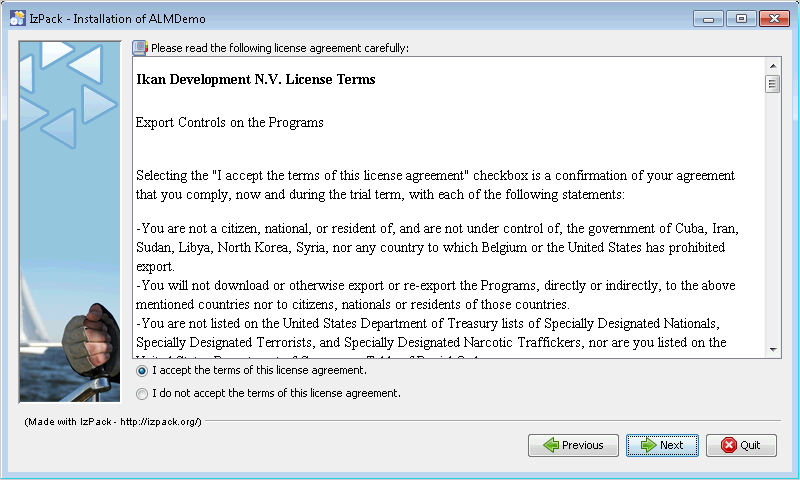 IzPack - Installation of ALMDemo
Please read the following license agreement carefully:
Ikan Development N.V. License Terms
Export Controls on the Programs
Selecting the "I accept the terms of this license agreement" checkbox is a confirmation of your agreement
that you comply, now and during the trial term, with each of the following statements:
-You are not a citizen, national, or resident of, and are not under control of, the government of Cuba, Iran,
Sudan, Libya, North Korea, Syria, nor any country to which Belgium or the United States has prohibited
export.
-You will not download or otherwise export or re-export the Programs, directly or indirectly, to the above
mentioned countries nor to citizens, nationals or residents of those countries.
-You are not listed on the United States Department of Treasury lists of Specially Designated Nationals,
Specially Designated Terrorists, and Specially Designated Narcotic Traffickers, nor are you listed on the
I accept the terms of this license agreement.
I do not accept the terms of this license agreement.
(Made with IzPack - http://izpack.org/)
Previous
Next
Quit